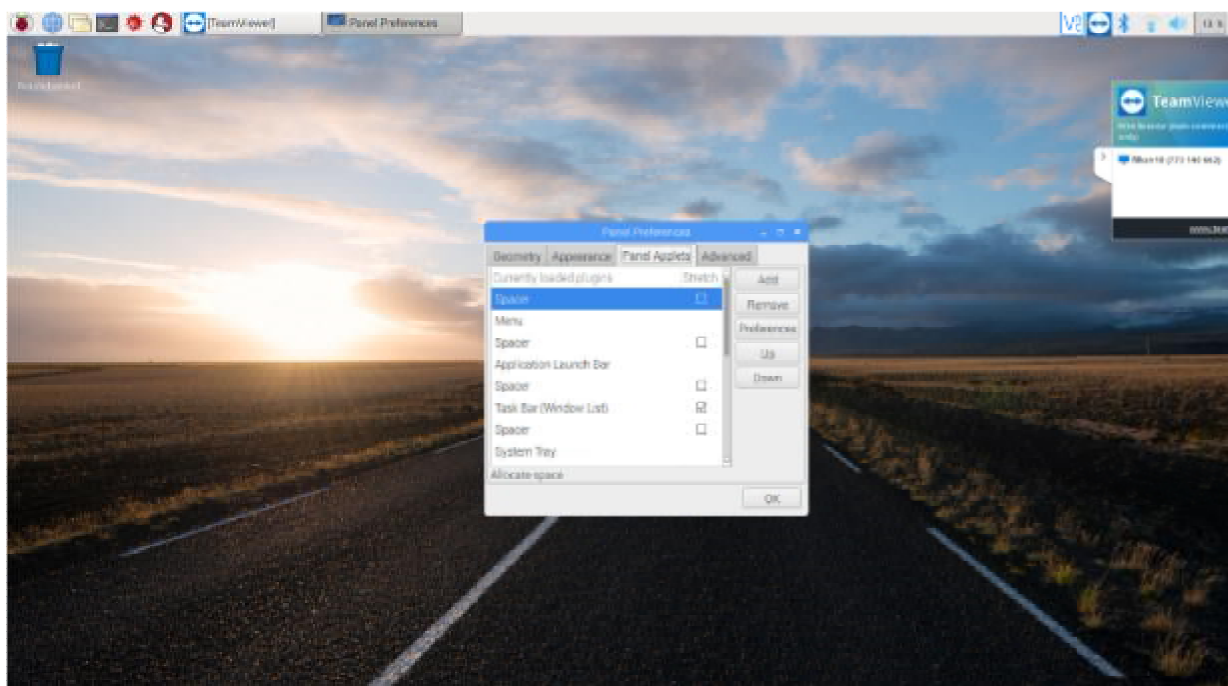 [TeamViewer]
Panel Preferences
TeamViewe
Panel Preferences
Geometry
Appearance
Panel Applets
Advanced
Currently loaded plugins
Stretch
Add
Spacer
Remove
Menu
Preferences
Spacer
Up
Application Launch Bar
Down
Spacer
Task Bar (Window List)
Spacer
System Tray
Allocate space
OK